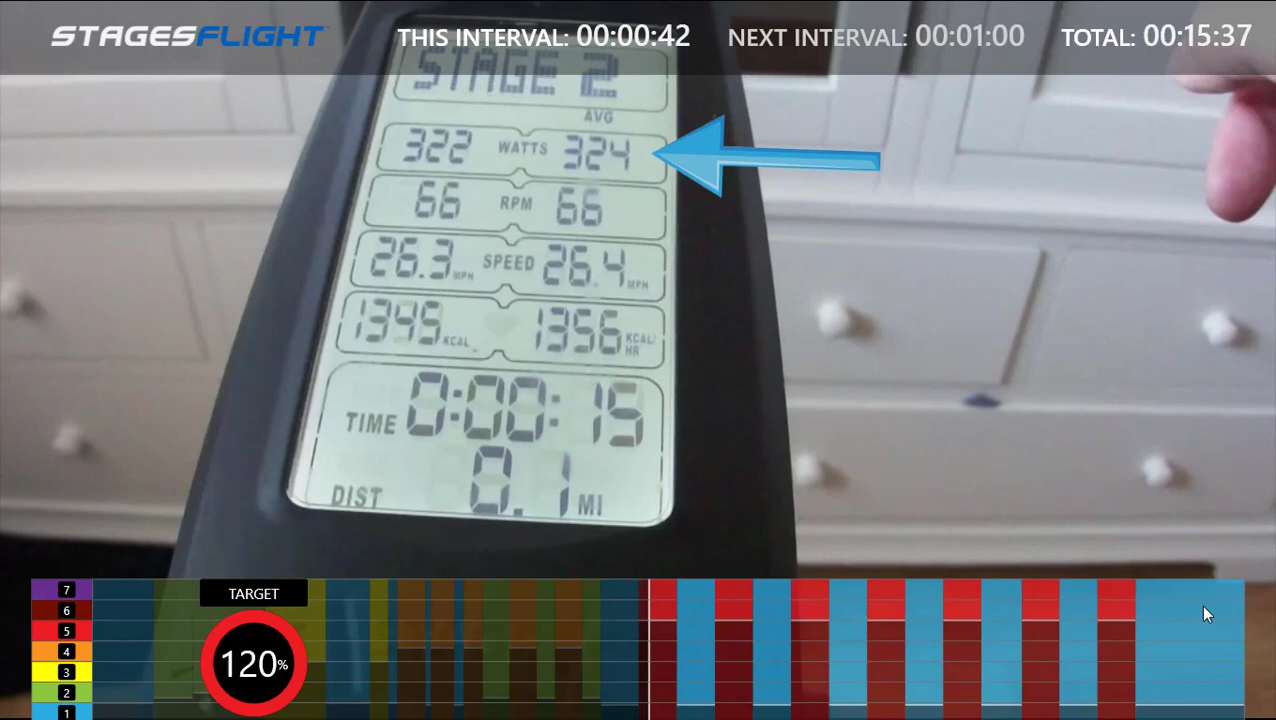 STAGESFLIGHT
THIS INTERVAL: 00:00:42 NEXT INTERVAL: 00:01:00 TOTAL: 00:15:37
STAGE 2
AVG
322 WATTS 324
66 RPM 66
26.3 MPH SPEED 26.4 MPH
1345 KCAL 1356 KCAL/HR
TIME 0:00:15
DIST 0.1 MI
TARGET
120%
7
6
5
4
3
2
1